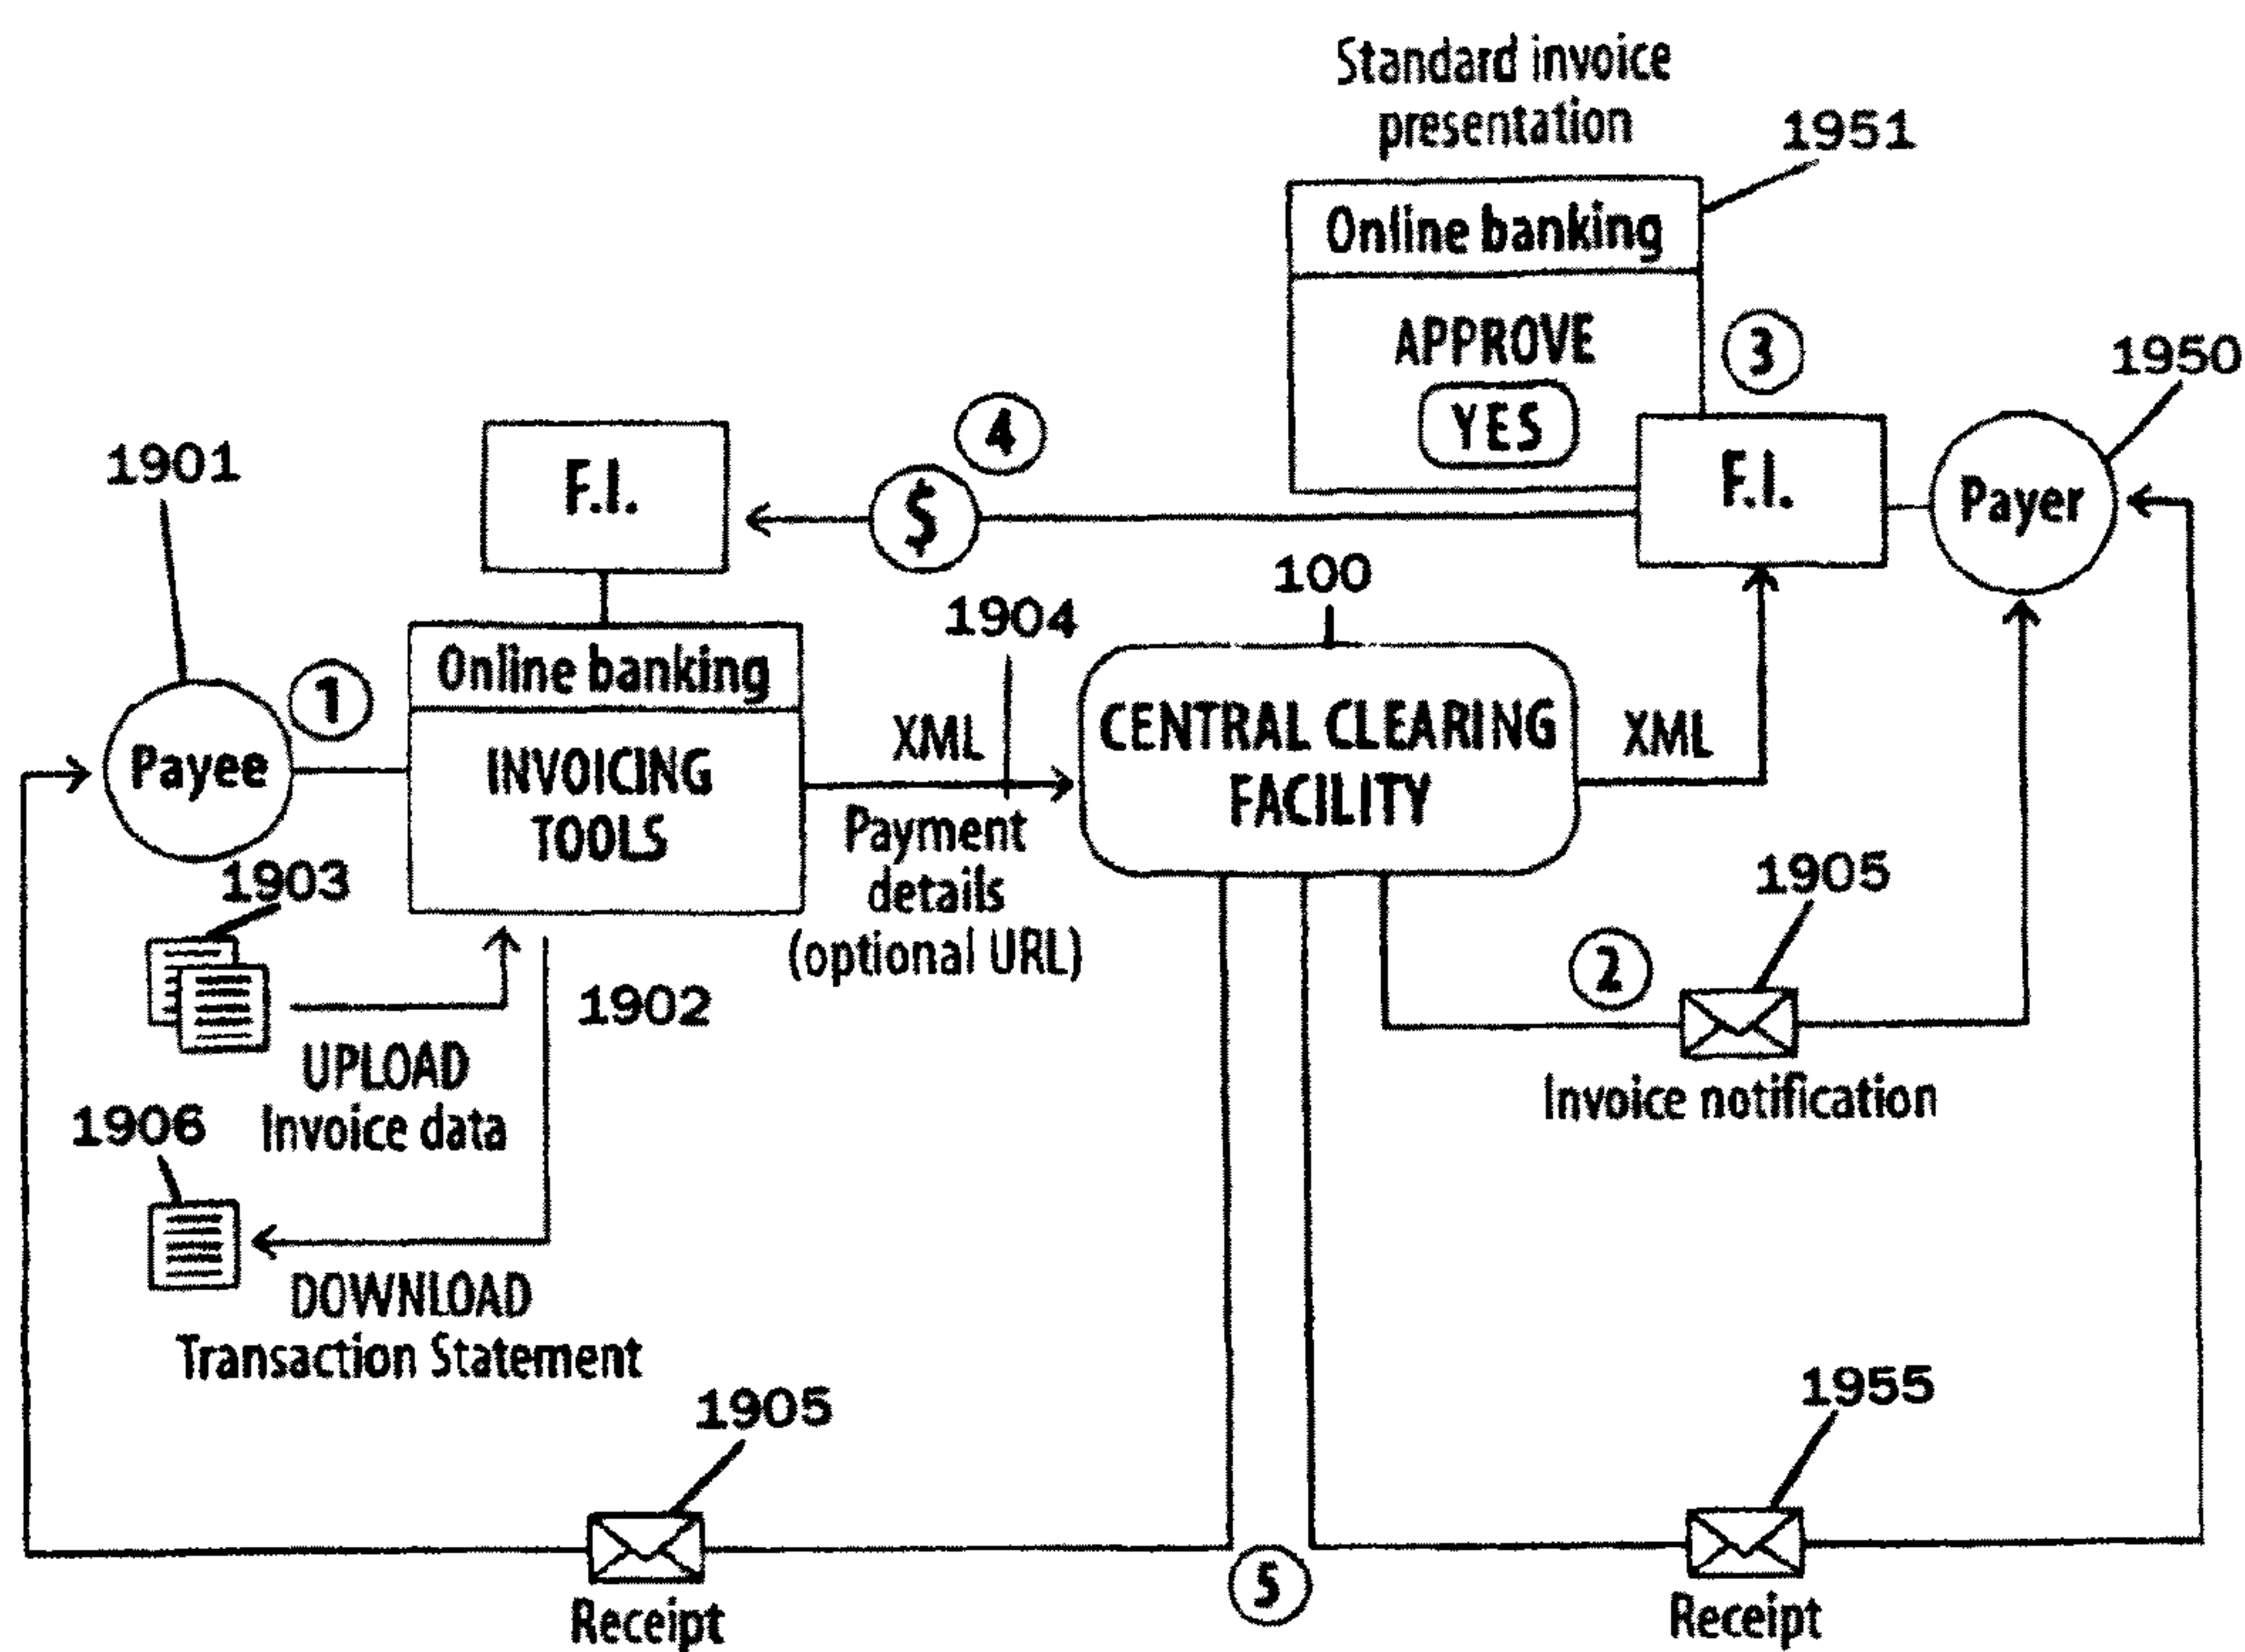 Standard invoice
presentation
1951
Online banking
APPROVE
YES
3
1950
F.I.
Payer
4
$
F.I.
1901
1
Payee
Online banking
INVOICING
TOOLS
1904
XML
Payment
details
(optional URL)
100
CENTRAL CLEARING
FACILITY
XML
1903
UPLOAD
Invoice data
1902
1906
DOWNLOAD
Transaction Statement
2
1905
Invoice notification
1905
Receipt
5
1955
Receipt